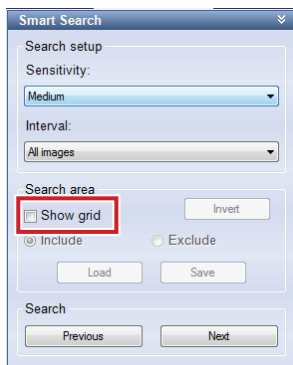 Smart Search
Search setup
Sensitivity:
Medium
Interval:
All images
Search area
Show grid
Invert
Include
Exclude
Load
Save
Search
Previous
Next